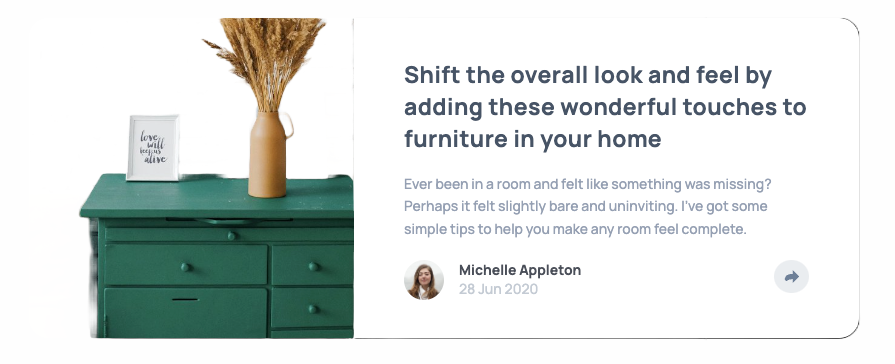 love
will
keep us
alive
Shift the overall look and feel by
adding these wonderful touches to
furniture in your home
Ever been in a room and felt like something was missing?
Perhaps it felt slightly bare and uninviting. I've got some
simple tips to help you make any room feel complete.
Michelle Appleton
28 Jun 2020